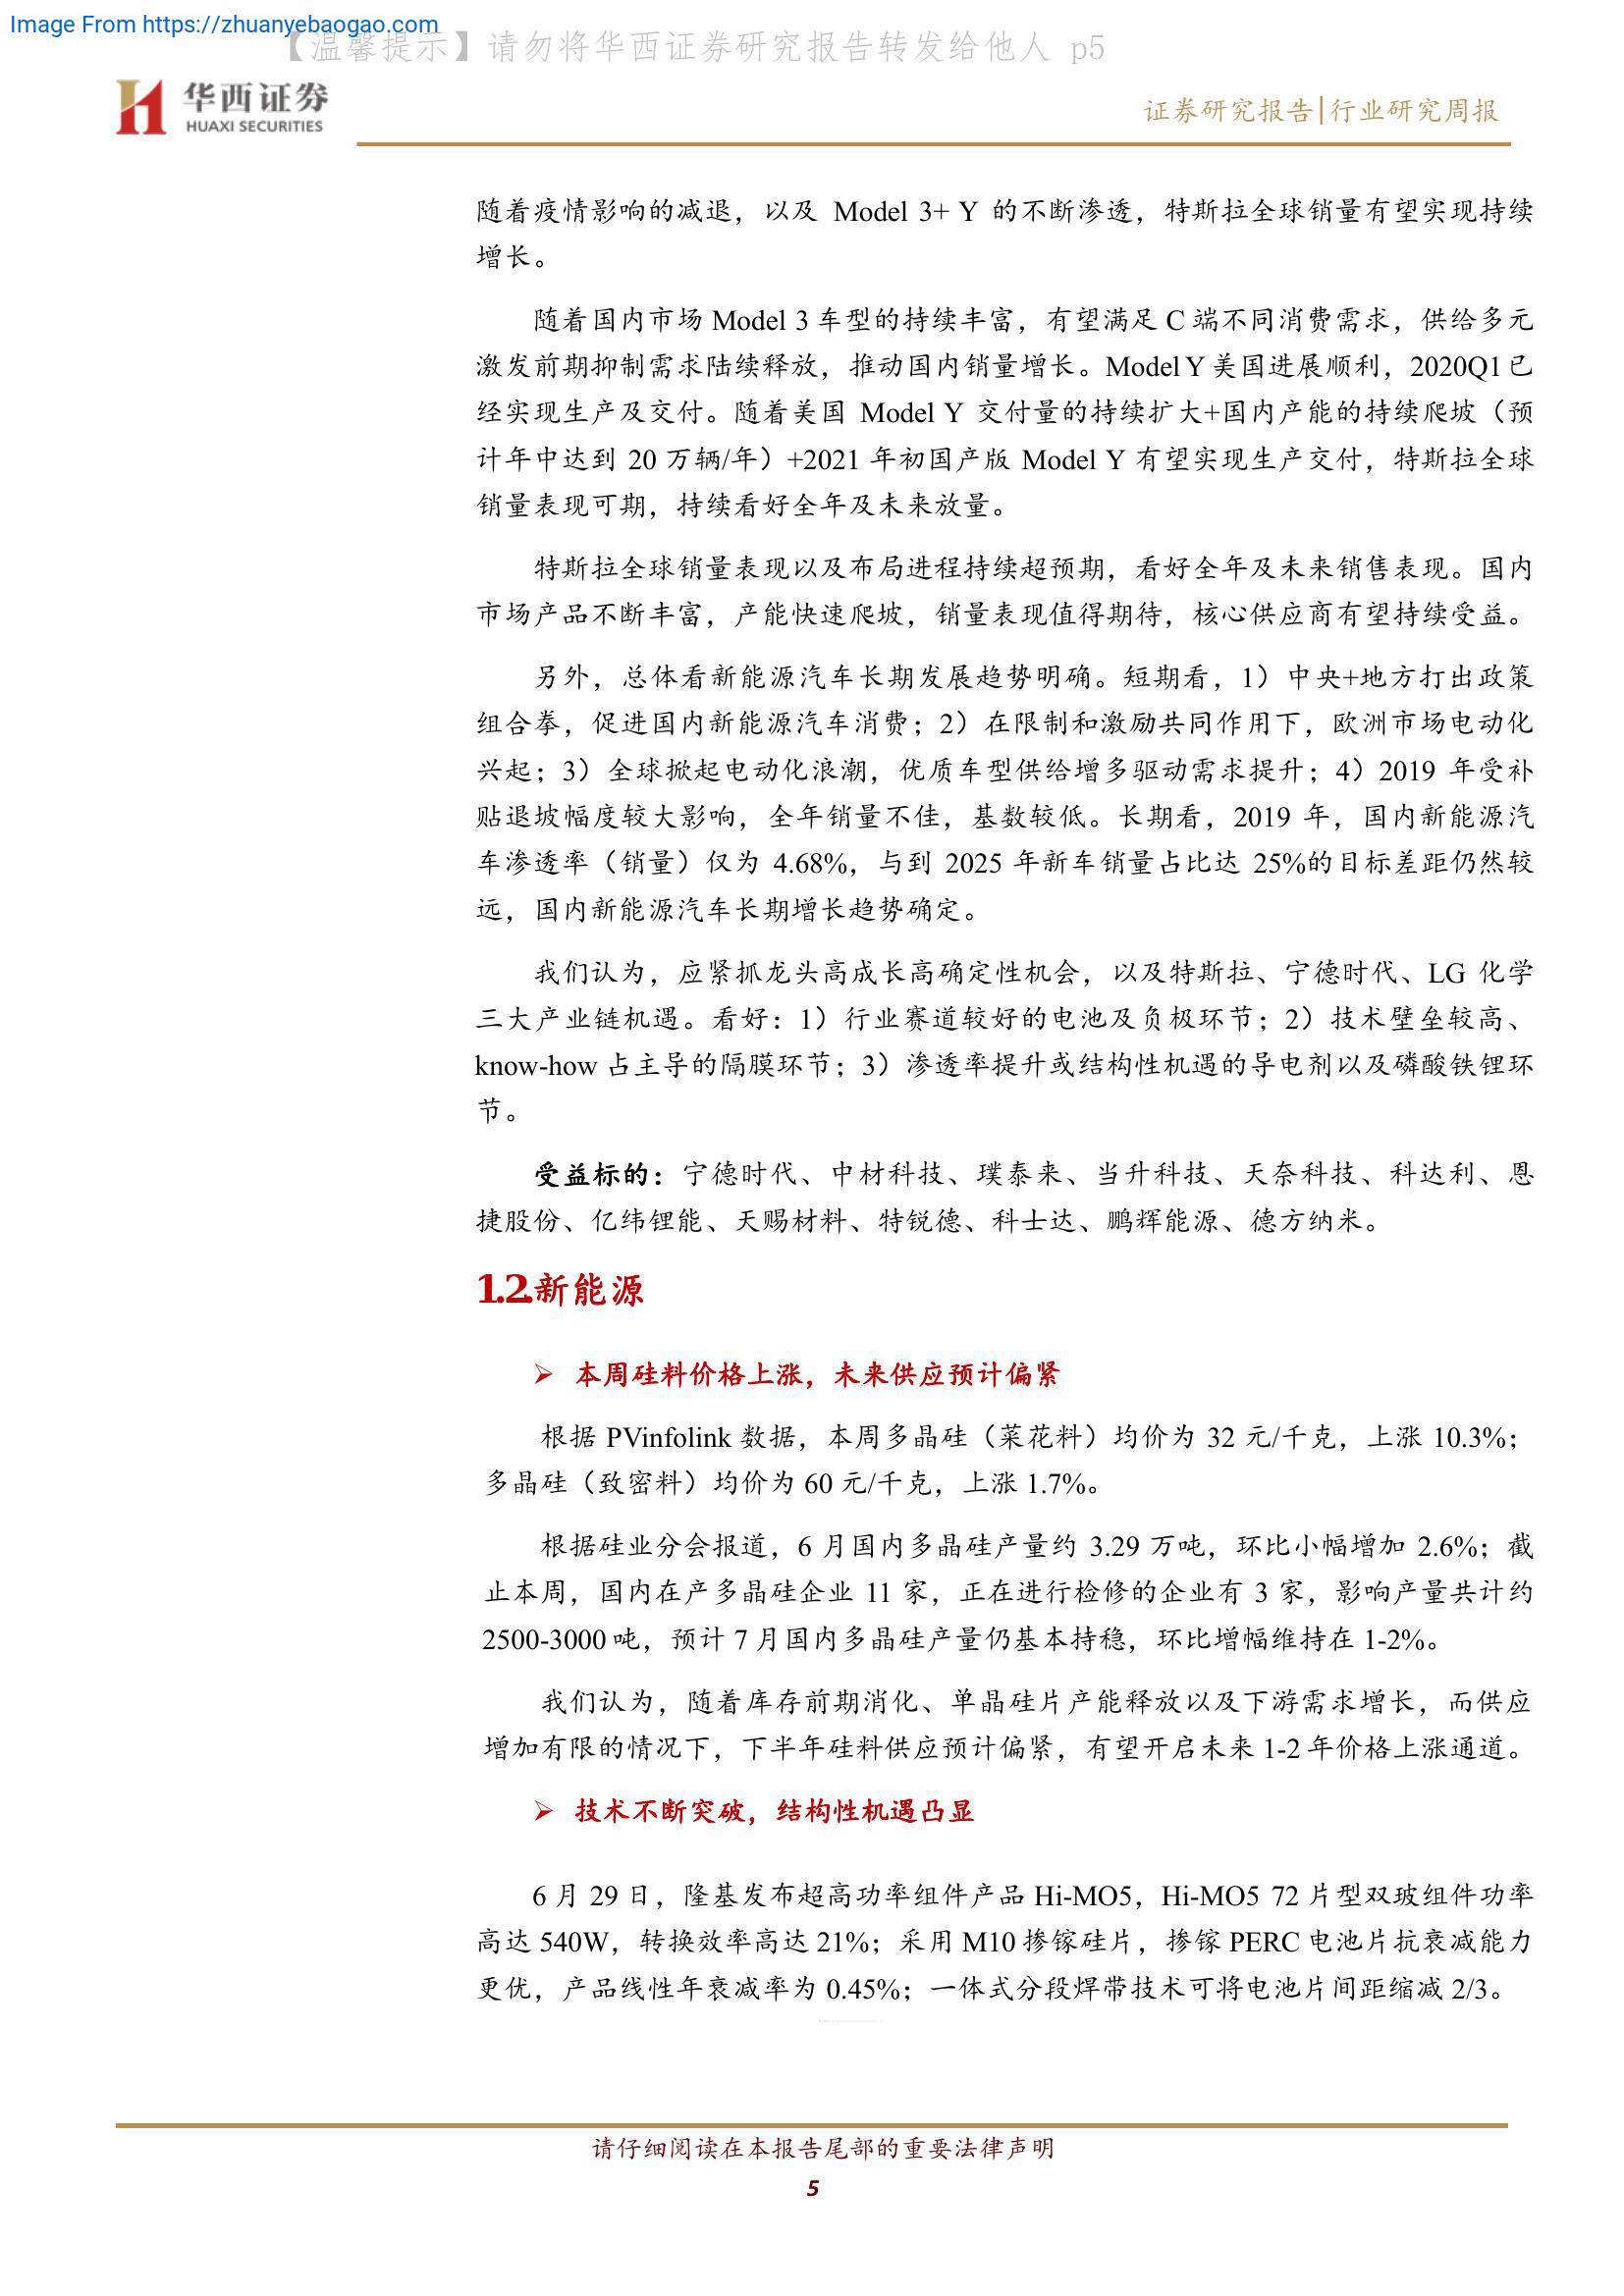 Image From https://zhuanyebaogao.com
【温馨提示】请勿将华西证券研究报告转发给他人 p5
华西证券
HUAXI SECURITIES
证券研究报告|行业研究周报
随着疫情影响的减退，以及 Model 3+ Y 的不断渗透，特斯拉全球销量有望实现持续
增长。
随着国内市场 Model 3 车型的持续丰富，有望满足 C 端不同消费需求，供给多元
激发前期抑制需求陆续释放，推动国内销量增长。Model Y 美国进展顺利，2020Q1 已
经实现生产及交付。随着美国 Model Y 交付量的持续扩大+国内产能的持续爬坡（预
计年中达到 20 万辆/年）+2021 年初国产版 Model Y 有望实现生产交付，特斯拉全球
销量表现可期，持续看好全年及未来放量。
特斯拉全球销量表现以及布局进程持续超预期，看好全年及未来销售表现。国内
市场产品不断丰富，产能快速爬坡，销量表现值得期待，核心供应商有望持续受益。
另外，总体看新能源汽车长期发展趋势明确。短期看，1）中央+地方打出政策
组合拳，促进国内新能源汽车消费；2）在限制和激励共同作用下，欧洲市场电动化
兴起；3）全球掀起电动化浪潮，优质车型供给增多驱动需求提升；4）2019 年受补
贴退坡幅度较大影响，全年销量不佳，基数较低。长期看，2019 年，国内新能源汽
车渗透率（销量）仅为 4.68%，与到 2025 年新车销量占比达 25%的目标差距仍然较
远，国内新能源汽车长期增长趋势确定。
我们认为，应紧抓龙头高成长高确定性机会，以及特斯拉、宁德时代、LG 化学
三大产业链机遇。看好：1）行业赛道较好的电池及负极环节；2）技术壁垒较高、
know-how 占主导的隔膜环节；3）渗透率提升或结构性机遇的导电剂以及磷酸铁锂环
节。
受益标的：宁德时代、中材科技、璞泰来、当升科技、天奈科技、科达利、恩
捷股份、亿纬锂能、天赐材料、特锐德、科士达、鹏辉能源、德方纳米。
1.2.新能源
➢ 本周硅料价格上涨，未来供应预计偏紧
根据 PVinfolink 数据，本周多晶硅（菜花料）均价为 32 元/千克，上涨 10.3%；
多晶硅（致密料）均价为 60 元/千克，上涨 1.7%。
根据硅业分会报道，6 月国内多晶硅产量约 3.29 万吨，环比小幅增加 2.6%；截
止本周，国内在产多晶硅企业 11 家，正在进行检修的企业有 3 家，影响产量共计约
2500-3000 吨，预计 7 月国内多晶硅产量仍基本持稳，环比增幅维持在 1-2%。
我们认为，随着库存前期消化、单晶硅片产能释放以及下游需求增长，而供应
增加有限的情况下，下半年硅料供应预计偏紧，有望开启未来 1-2 年价格上涨通道。
➢ 技术不断突破，结构性机遇凸显
6 月 29 日，隆基发布超高功率组件产品 Hi-MO5，Hi-MO5 72 片型双玻组件功率
高达 540W，转换效率高达 21%；采用 M10 掺镓硅片，掺镓 PERC 电池片抗衰减能力
更优，产品线性年衰减率为 0.45%；一体式分段焊带技术可将电池片间距缩减 2/3。
请仔细阅读在本报告尾部的重要法律声明
5